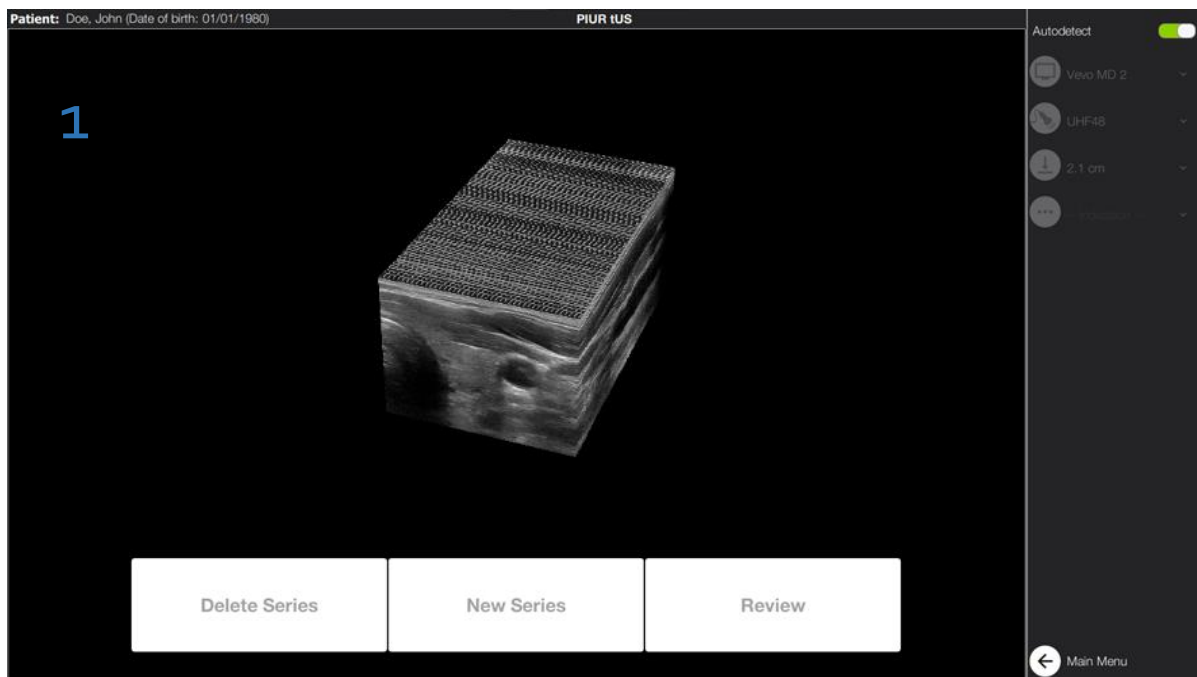 Patient: Doe, John (Date of birth: 01/01/1980)
PIUR tUS
Autodetect
1
Vevo MD 2
UHF48
2.1 cm
Delete Series
New Series
Review
Main Menu